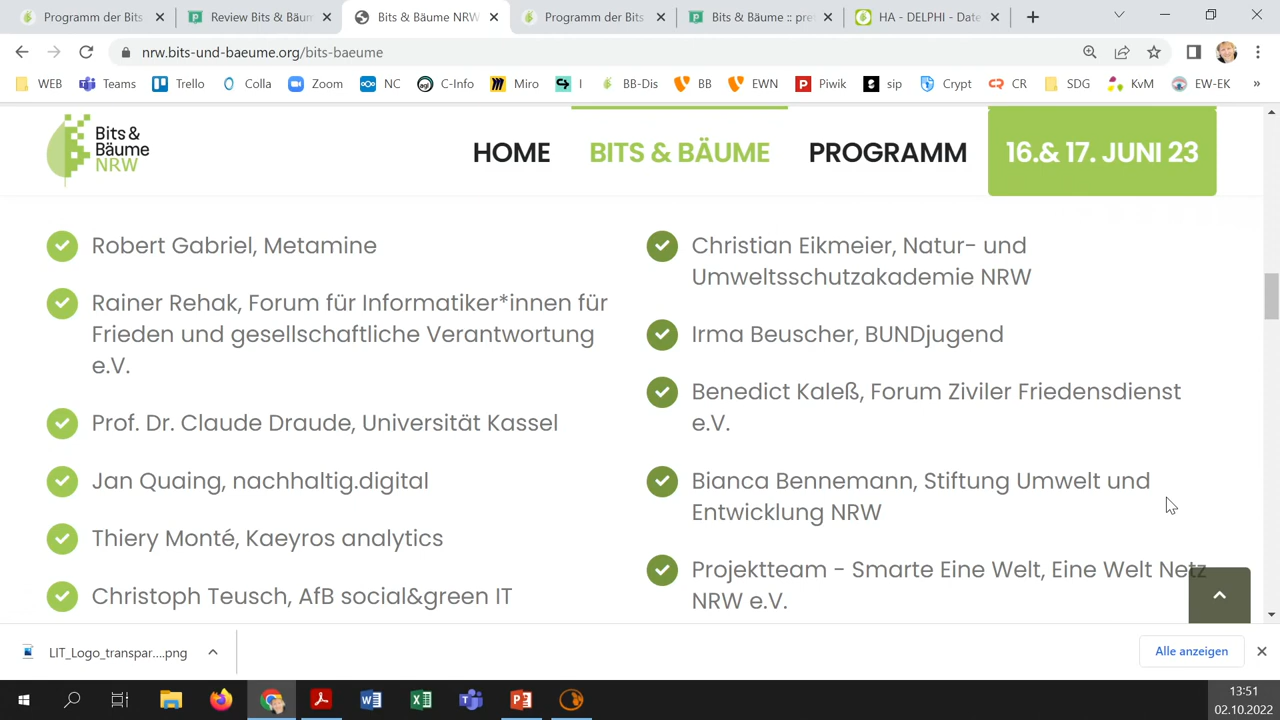 Programm der Bits
Review Bits & Bäum
Bits & Bäume NRW
Programm der Bits
Bits & Bäume :: pre
HA - DELPHI - Date
nrw.bits-und-baeume.org/bits-baeume
WEB
Teams
Trello
Colla
Zoom
NC
C-Info
Miro
I
BB-Dis
BB
EWN
Piwik
sip
Crypt
CR
SDG
KvM
EW-EK
»
Bits &
Bäume
NRW
HOME
BITS & BÄUME
PROGRAMM
16.& 17. JUNI 23
Robert Gabriel, Metamine
Rainer Rehak, Forum für Informatiker*innen für
Frieden und gesellschaftliche Verantwortung
e.V.
Prof. Dr. Claude Draude, Universität Kassel
Jan Quaing, nachhaltig.digital
Thiery Monté, Kaeyros analytics
Christoph Teusch, AfB social&green IT
Christian Eikmeier, Natur- und
Umweltsschutzakademie NRW
Irma Beuscher, BUNDjugend
Benedict Kaleß, Forum Ziviler Friedensdienst
e.V.
Bianca Bennemann, Stiftung Umwelt und
Entwicklung NRW
Projektteam - Smarte Eine Welt, Eine Welt Netz
NRW e.V.
LIT_Logo_transpar....png
Alle anzeigen
13:51
02.10.2022